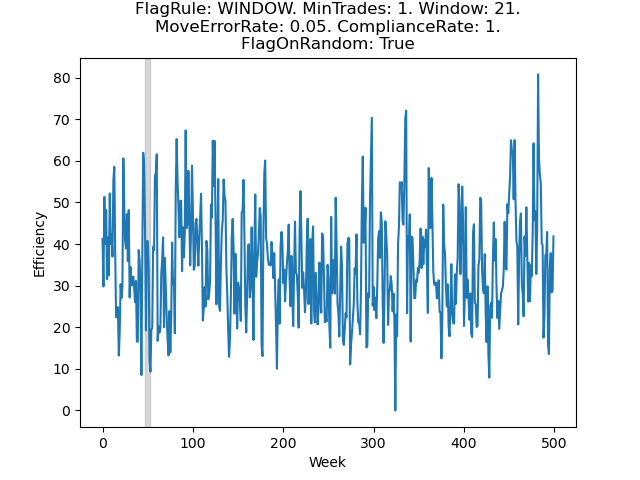 FlagRule: WINDOW. MinTrades: 1. Window: 21.
MoveErrorRate: 0.05. ComplianceRate: 1.
FlagOnRandom: True
Efficiency
80
70
60
50
40
30
20
10
0
0 100 200 300 400 500
Week